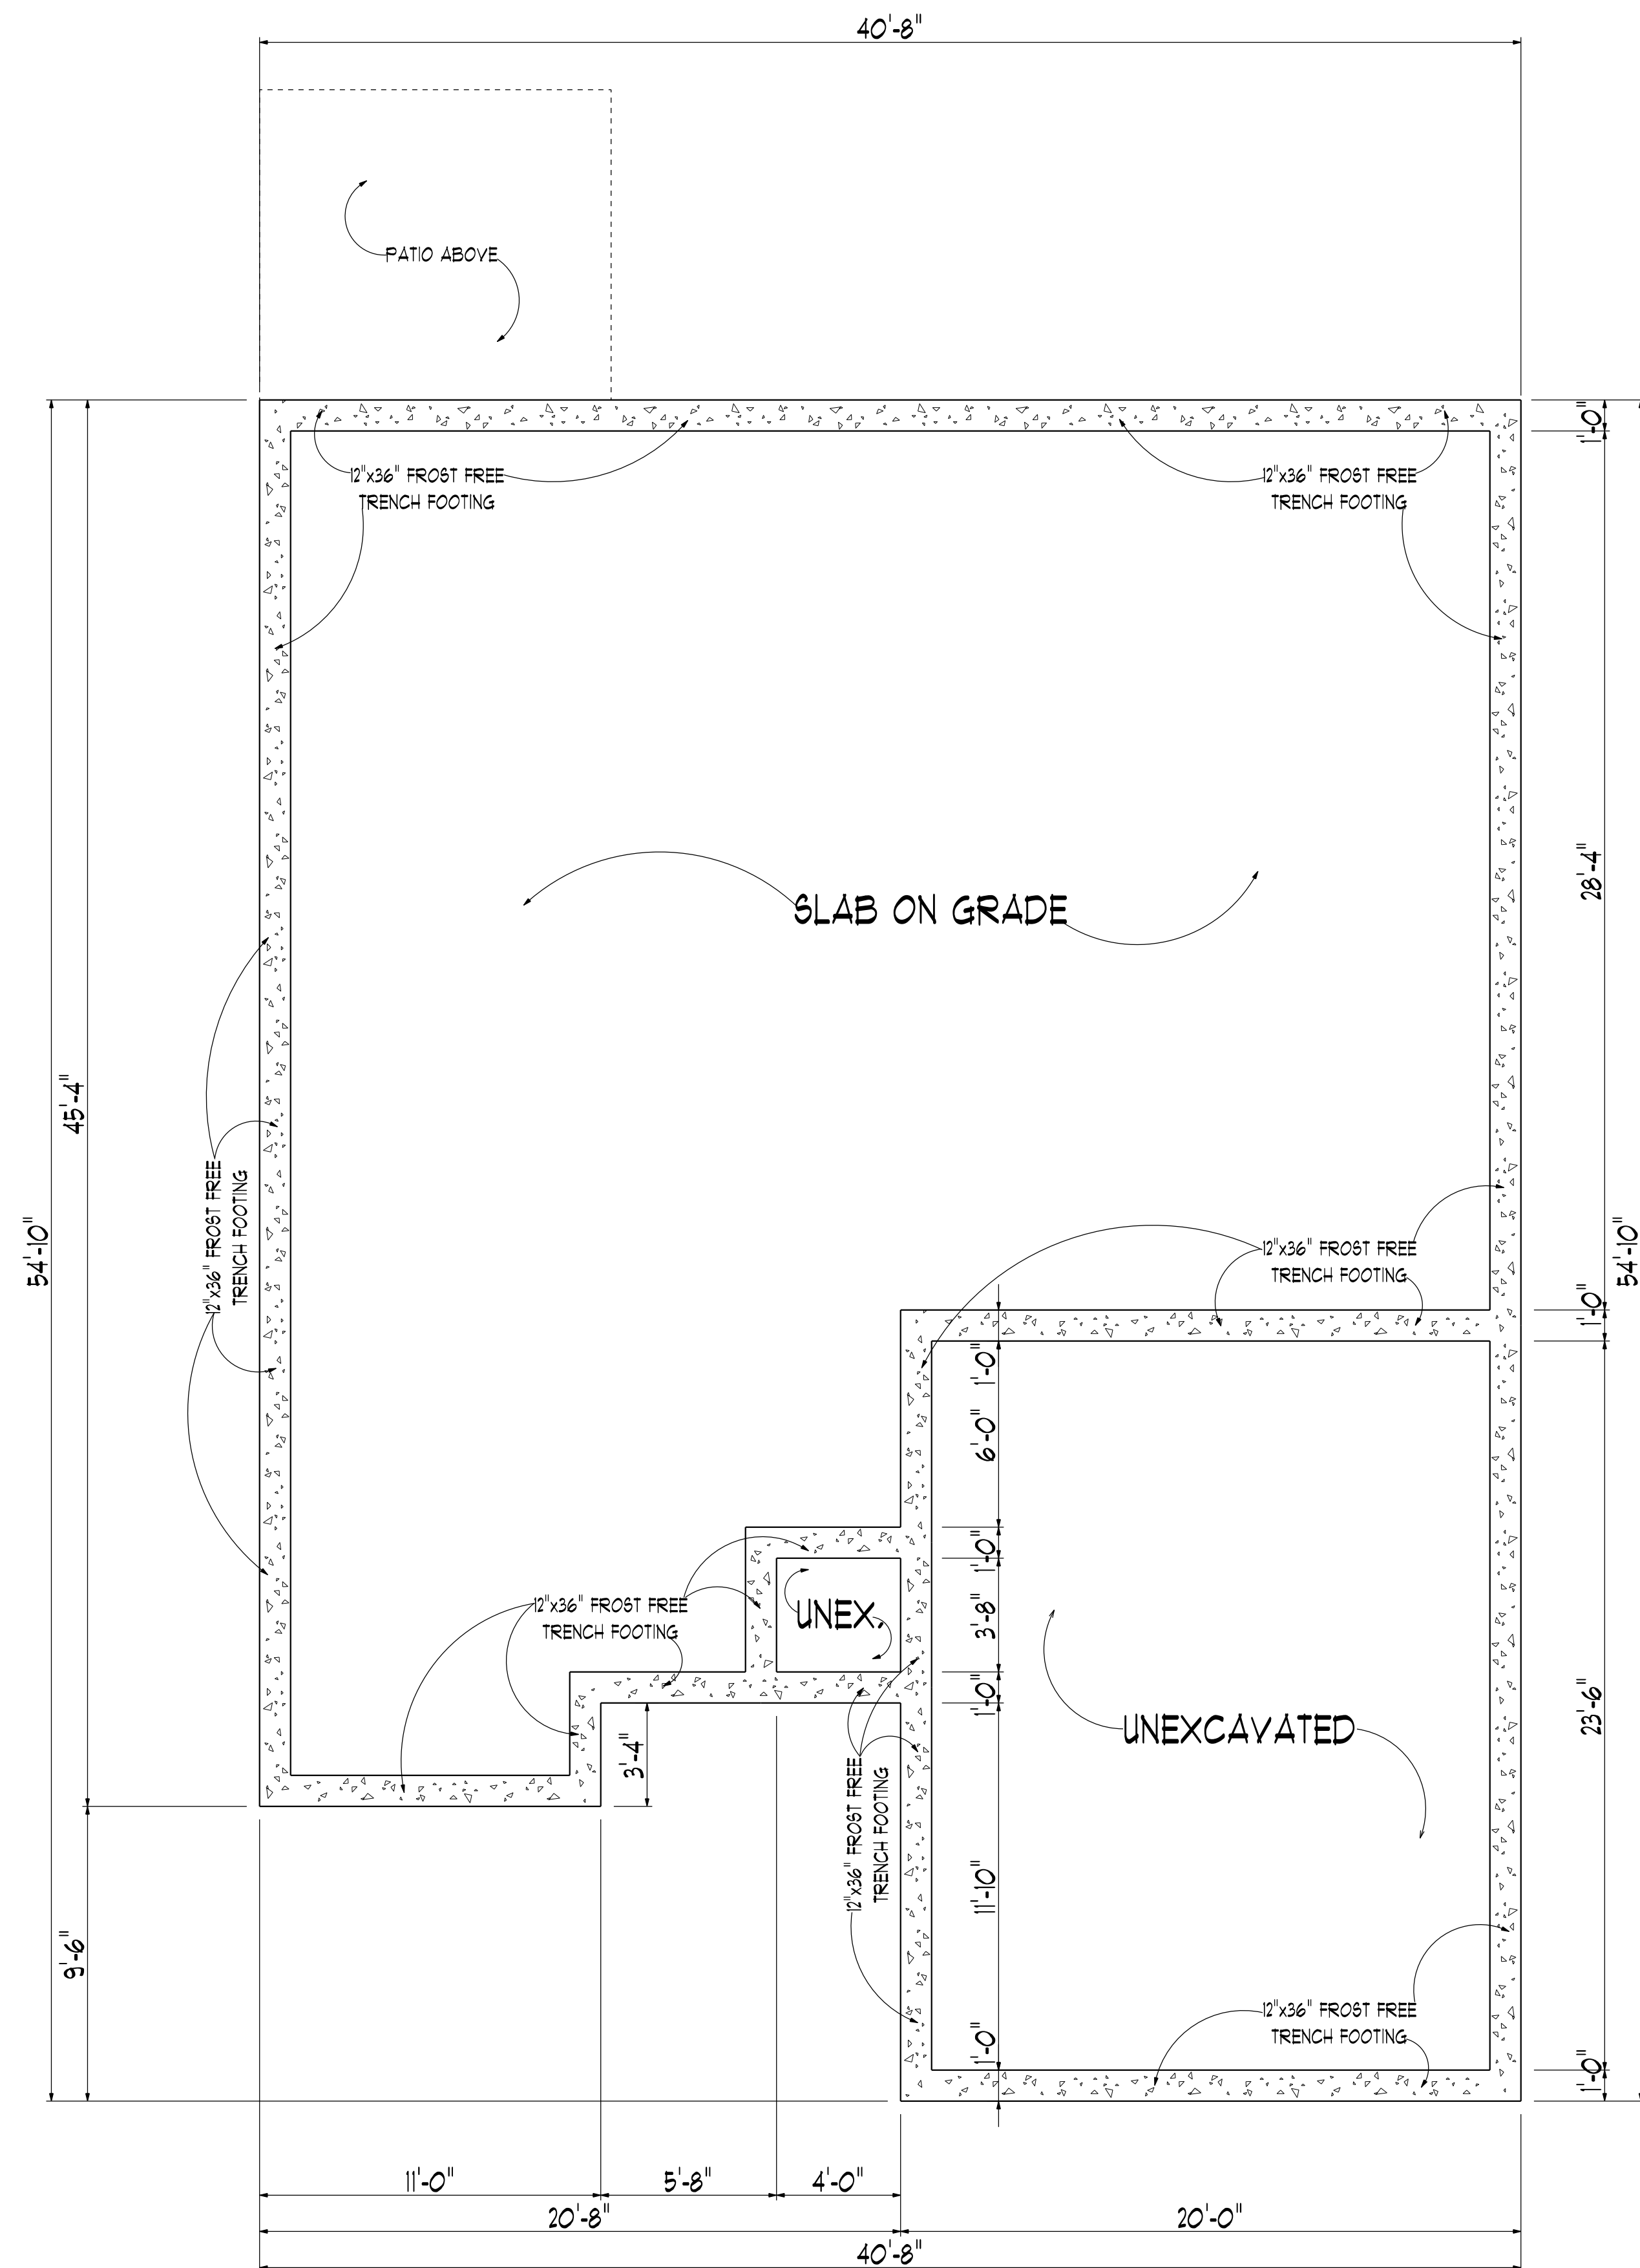 40'-8"
PATIO ABOVE
1'-0"
12"x36" FROST FREE
TRENCH FOOTING
12"x36" FROST FREE
TRENCH FOOTING
28'-4"
SLAB ON GRADE
45'-4"
54'-10"
12"x36" FROST FREE
TRENCH FOOTING
12"x36" FROST FREE
TRENCH FOOTING
54'-10"
1'-0"
1'-0"
6'-0"
1'-0"
12"x36" FROST FREE
TRENCH FOOTING
UNEX.
3'-8"
1'-0"
3'-4"
UNEXCAVATED
23'-6"
12"x36" FROST FREE
TRENCH FOOTING
11'-10"
9'-6"
12"x36" FROST FREE
TRENCH FOOTING
1'-0"
1'-0"
11'-0"
5'-8"
4'-0"
20'-8"
20'-0"
40'-8"